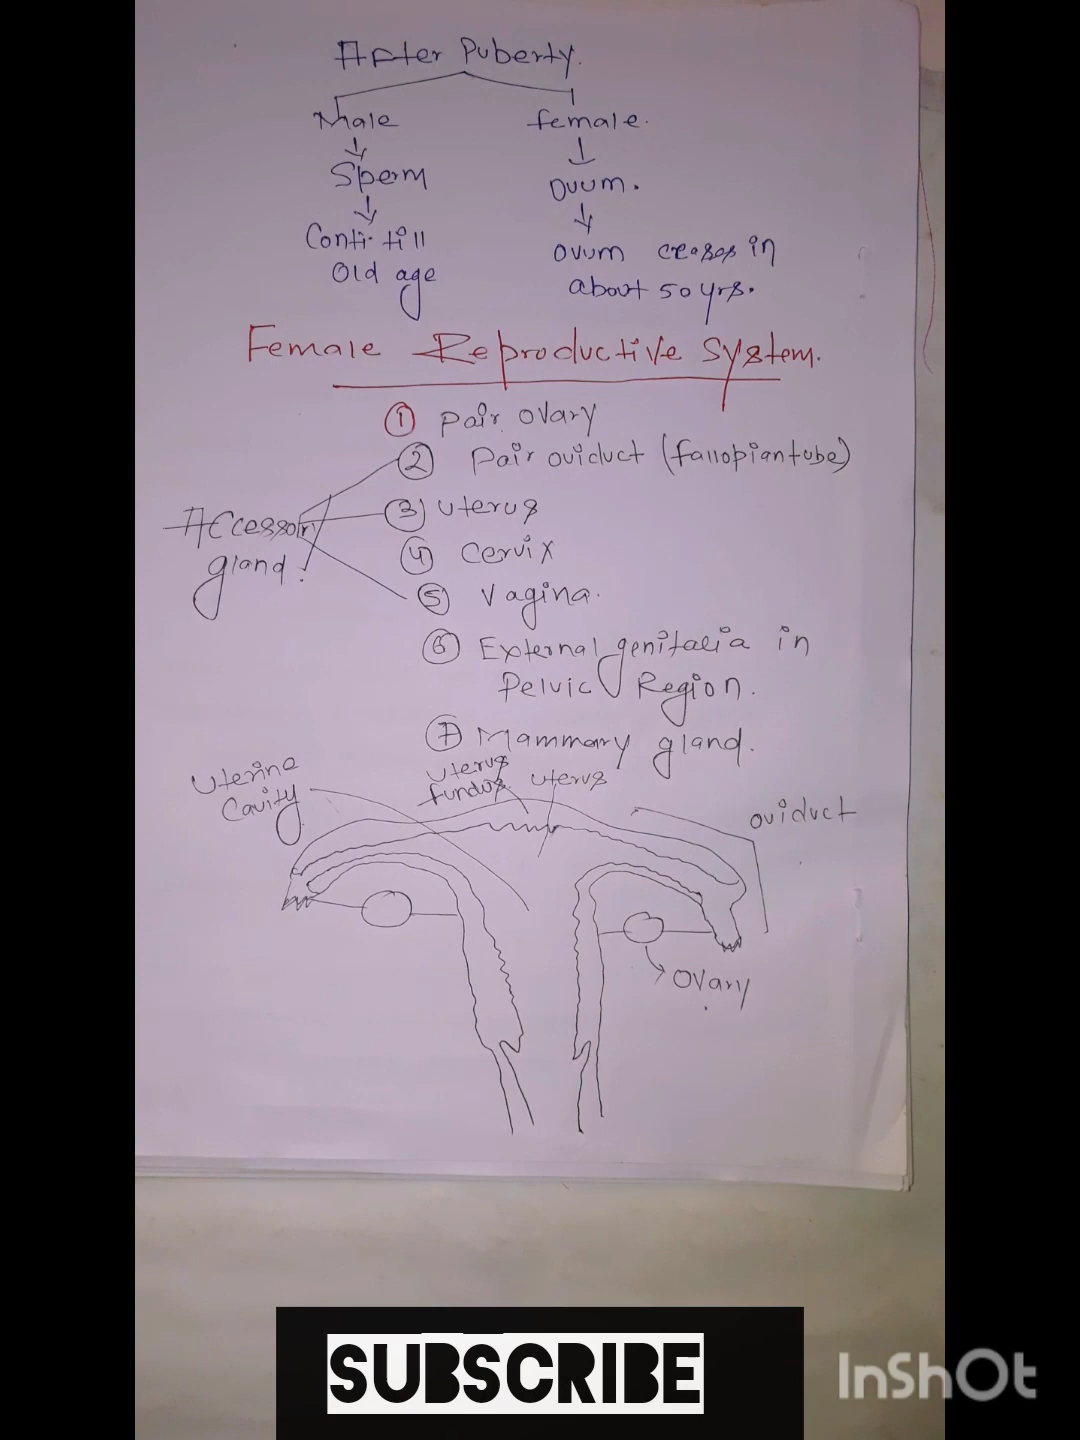 After Puberty.
Male female.
Sperm Ovum.
Conti. till Ovum ceases in
Old age about 50 yrs.
Female Reproductive System.
① Pair ovary
② Pair oviduct (fallopian tube)
③ Uterus
Accessory gland.
④ Cervix
⑤ Vagina.
⑥ External genitalia in
Pelvic Region.
⑦ Mammary gland.
Uterine
Cavity
Uterus
fundus
uterus
oviduct
Ovary
SUBSCRIBE
InShOt